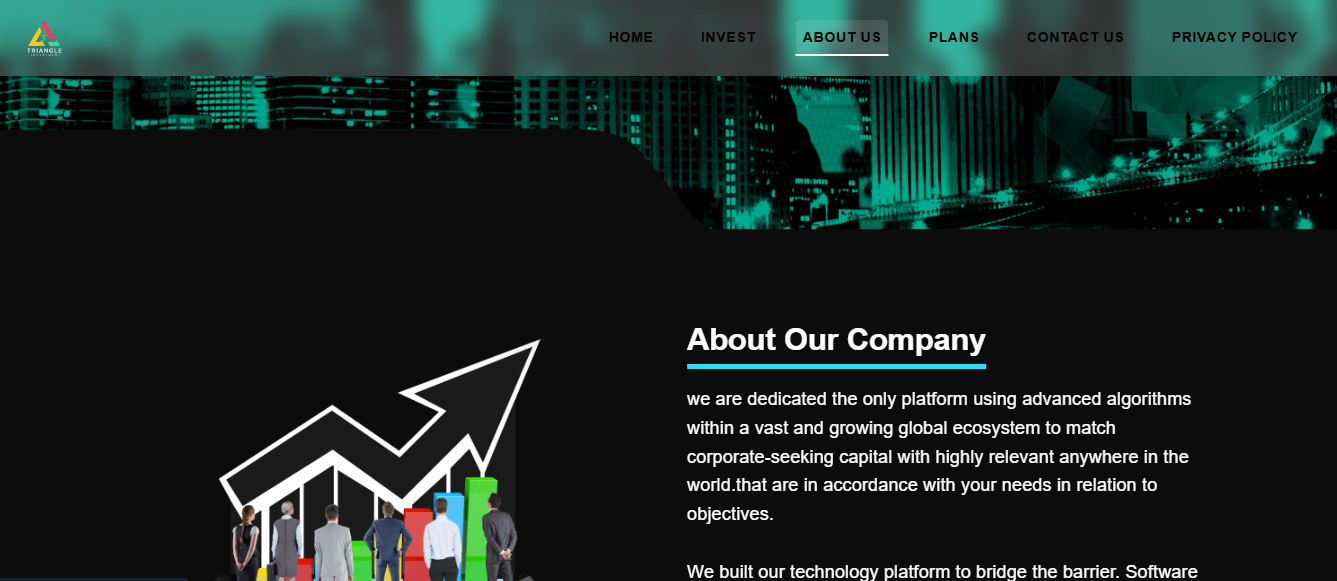 TRIANGLE
INVESTMENT
HOME INVEST ABOUT US PLANS CONTACT US PRIVACY POLICY
About Our Company
we are dedicated the only platform using advanced algorithms
within a vast and growing global ecosystem to match
corporate-seeking capital with highly relevant anywhere in the
world.that are in accordance with your needs in relation to
objectives.
We built our technology platform to bridge the barrier. Software